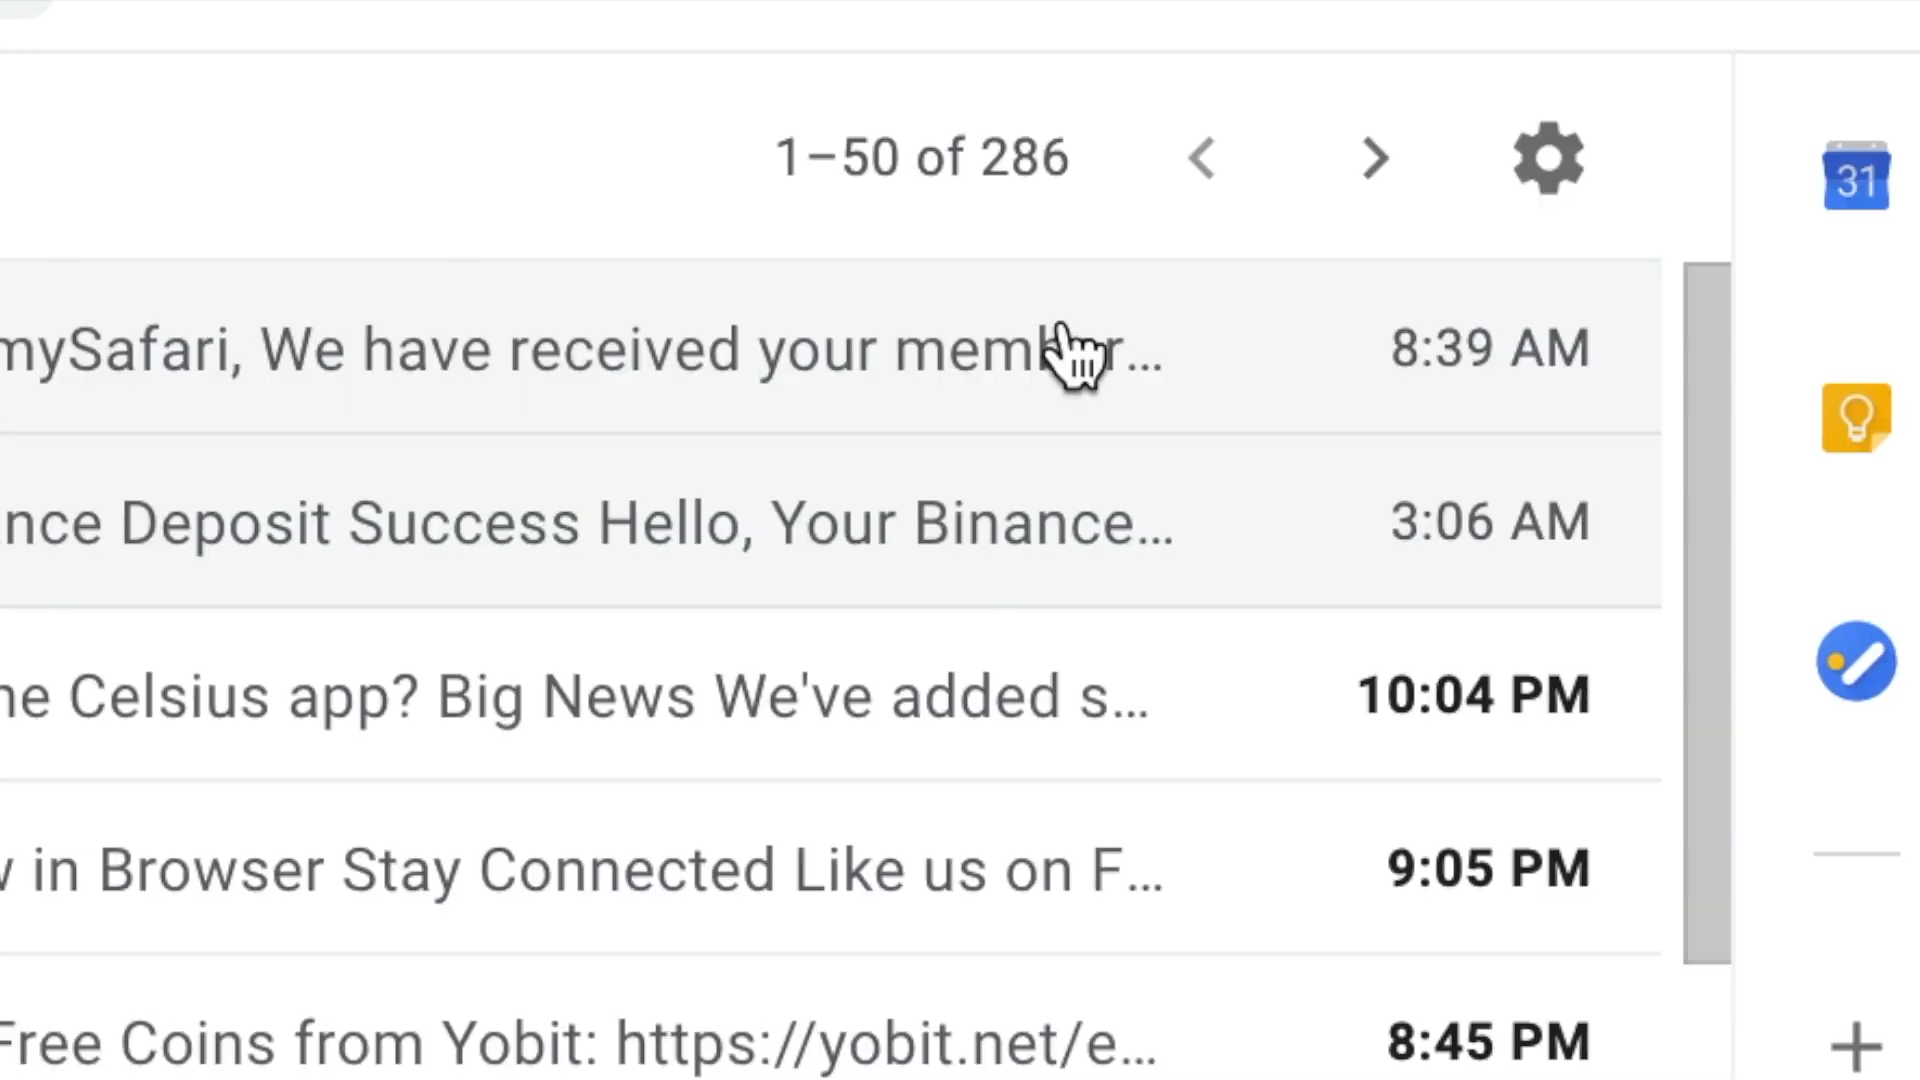 1–50 of 286
31
mySafari, We have received your member…
8:39 AM
nce Deposit Success Hello, Your Binance…
3:06 AM
ne Celsius app? Big News We've added s…
10:04 PM
in Browser Stay Connected Like us on F…
9:05 PM
Free Coins from Yobit: https://yobit.net/e…
8:45 PM